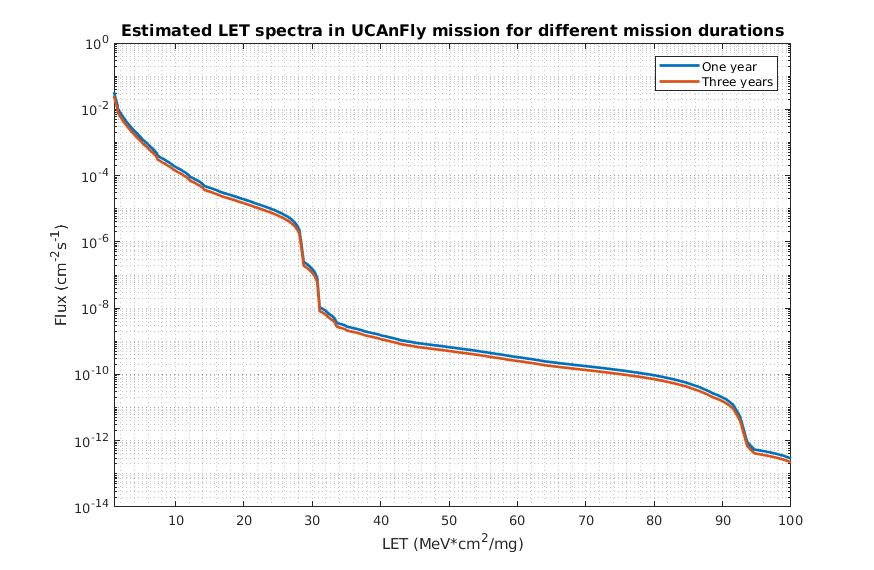 Estimated LET spectra in UCAnFly mission for different mission durations
One year
Three years
Flux (cm⁻²s⁻¹)
10⁰
10⁻²
10⁻⁴
10⁻⁶
10⁻⁸
10⁻¹⁰
10⁻¹²
10⁻¹⁴
10 20 30 40 50 60 70 80 90 100
LET (MeV*cm²/mg)